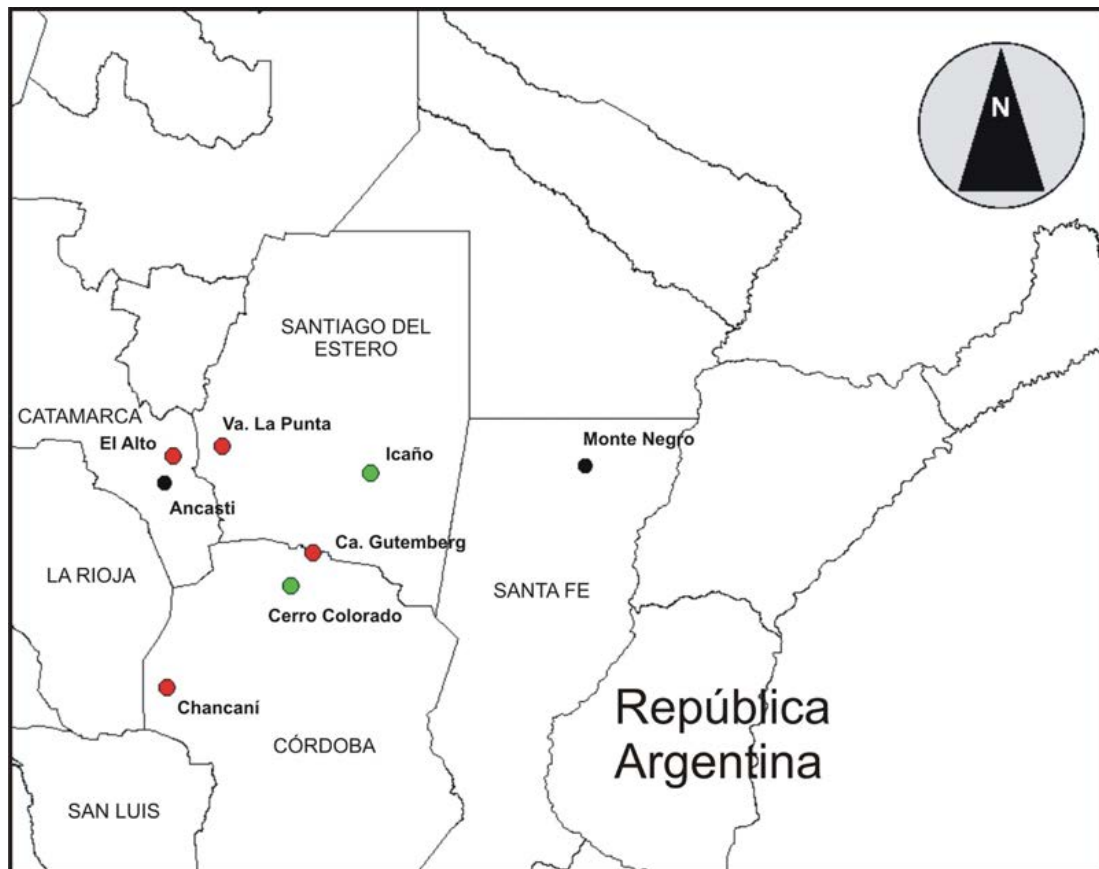 N
SANTIAGO DEL
ESTERO
CATAMARCA
Va. La Punta
El Alto
Icaño
Monte Negro
Ancasti
Ca. Gutemberg
LA RIOJA
SANTA FE
Cerro Colorado
Chancaní
República
Argentina
CÓRDOBA
SAN LUIS